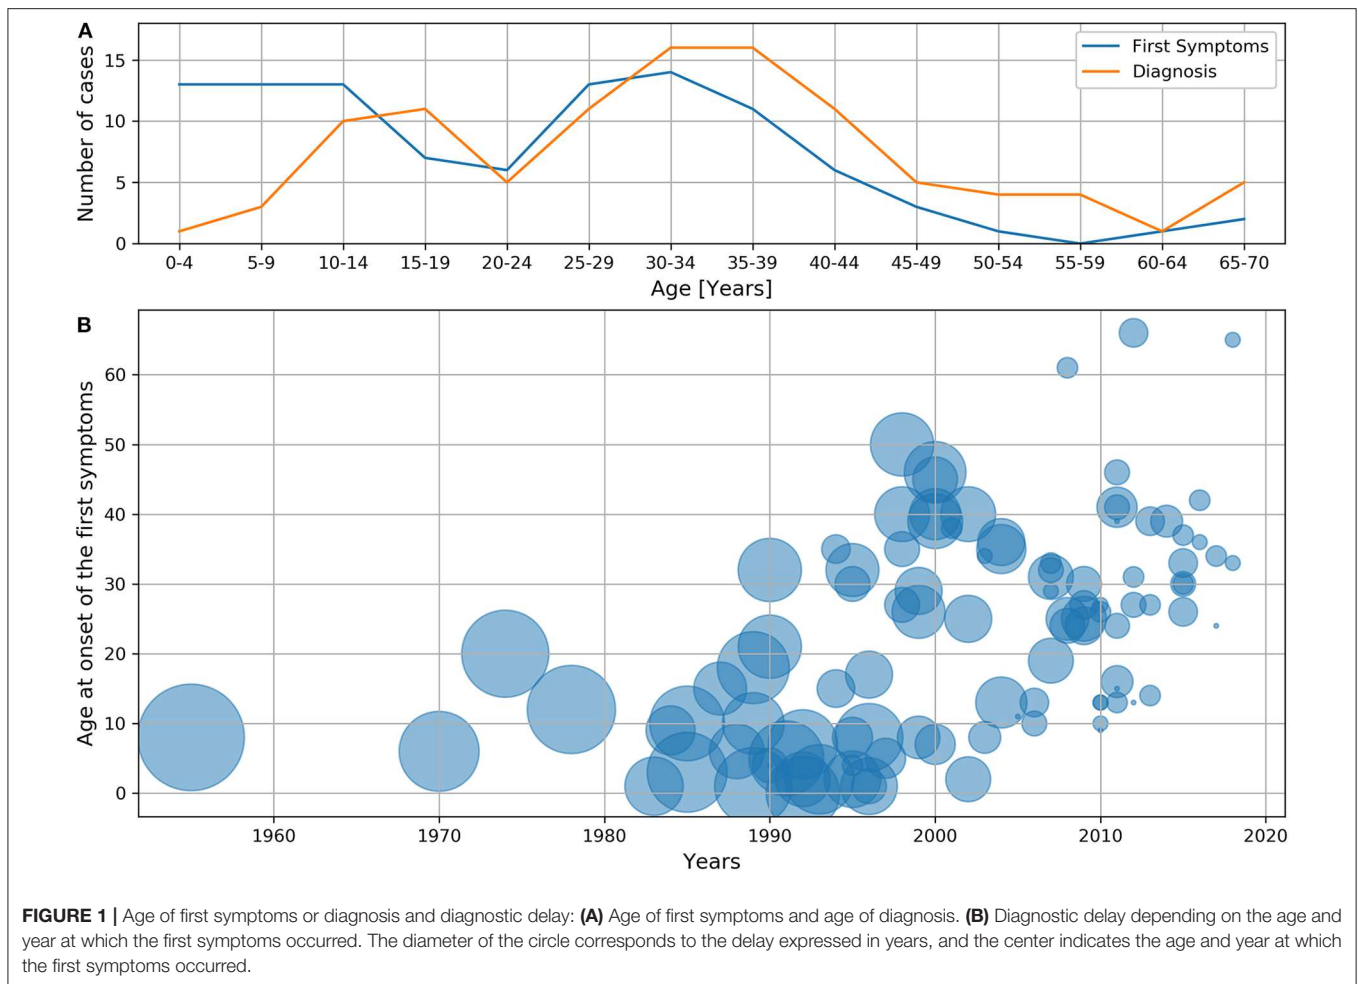 A
Number of cases
15
10
5
0
First Symptoms
Diagnosis
0-4 5-9 10-14 15-19 20-24 25-29 30-34 35-39 40-44 45-49 50-54 55-59 60-64 65-70
Age [Years]
B
Age at onset of the first symptoms
60
50
40
30
20
10
0
1960 1970 1980 1990 2000 2010 2020
Years
FIGURE 1 | Age of first symptoms or diagnosis and diagnostic delay: (A) Age of first symptoms and age of diagnosis. (B) Diagnostic delay depending on the age and
year at which the first symptoms occurred. The diameter of the circle corresponds to the delay expressed in years, and the center indicates the age and year at which
the first symptoms occurred.